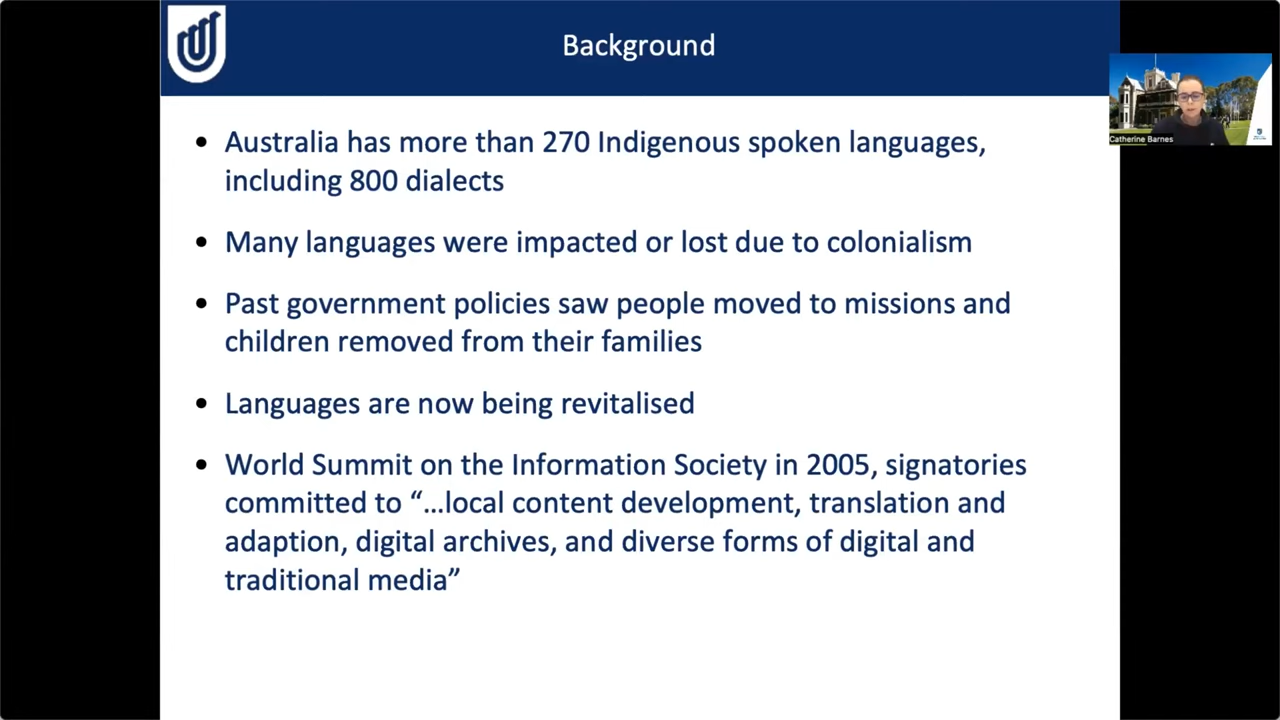 Background
• Australia has more than 270 Indigenous spoken languages,
including 800 dialects
• Many languages were impacted or lost due to colonialism
• Past government policies saw people moved to missions and
children removed from their families
• Languages are now being revitalised
• World Summit on the Information Society in 2005, signatories
committed to “…local content development, translation and
adaption, digital archives, and diverse forms of digital and
traditional media”
Catherine Barnes